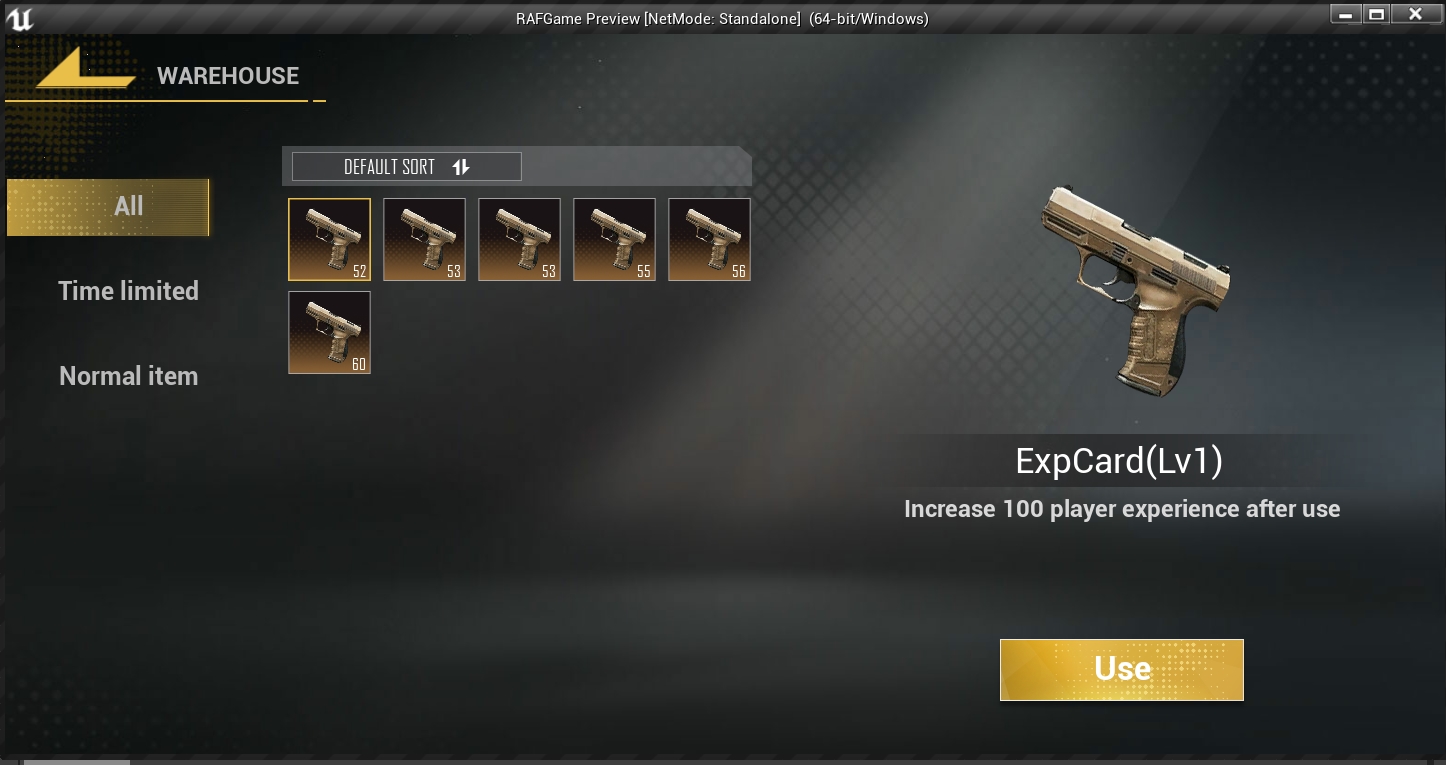 RAFGame Preview [NetMode: Standalone] (64-bit/Windows)
WAREHOUSE
All
Time limited
Normal item
DEFAULT SORT
52 53 53 55 56
60
ExpCard(Lv1)
Increase 100 player experience after use
Use